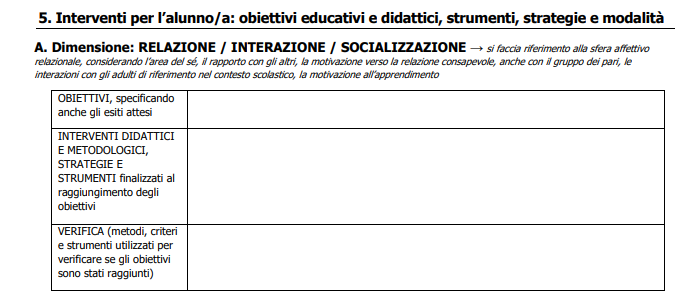 5. Interventi per l'alunno/a: obiettivi educativi e didattici, strumenti, strategie e modalità
A. Dimensione: RELAZIONE / INTERAZIONE / SOCIALIZZAZIONE → si faccia riferimento alla sfera affettivo
relazionale, considerando l'area del sé, il rapporto con gli altri, la motivazione verso la relazione consapevole, anche con il gruppo dei pari, le
interazioni con gli adulti di riferimento nel contesto scolastico, la motivazione all'apprendimento
OBIETTIVI, specificando
anche gli esiti attesi
INTERVENTI DIDATTICI
E METODOLOGICI,
STRATEGIE E
STRUMENTI finalizzati al
raggiungimento degli
obiettivi
VERIFICA (metodi, criteri
e strumenti utilizzati per
verificare se gli obiettivi
sono stati raggiunti)